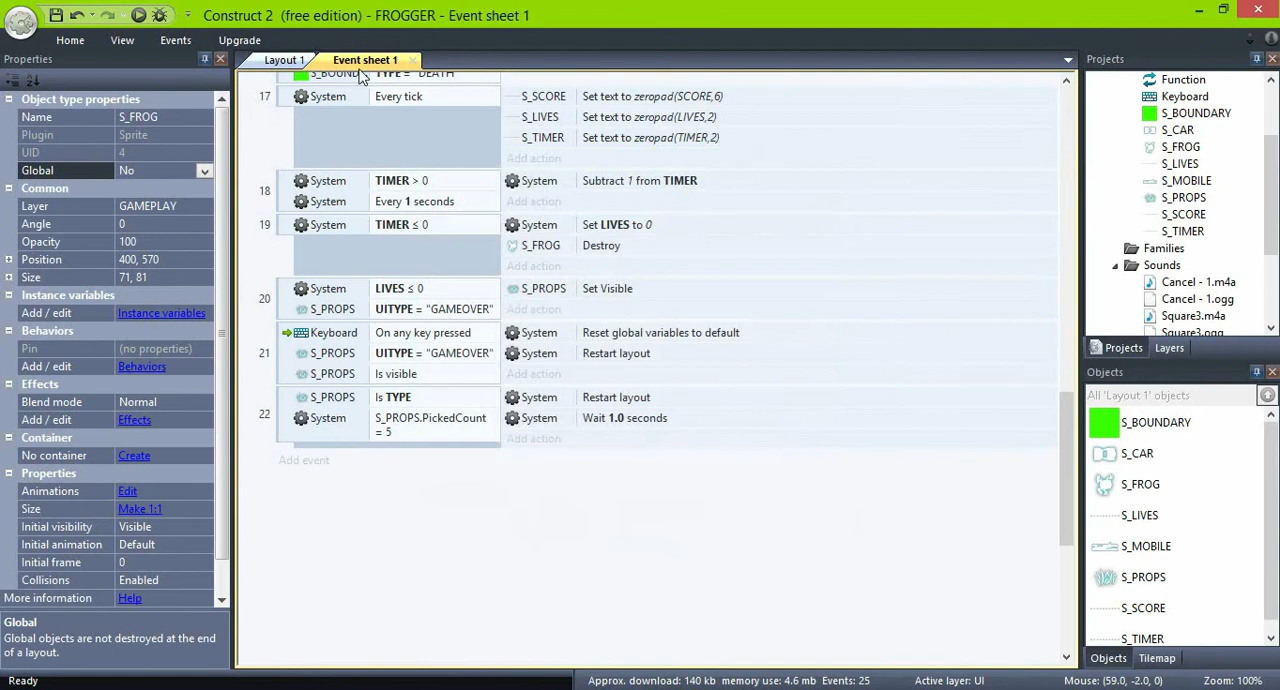 Construct 2 (free edition) - FROGGER - Event sheet 1
Home View Events Upgrade
Properties
Object type properties
Name S_FROG
Plugin Sprite
UID 4
Global No
Common
Layer GAMEPLAY
Angle 0
Opacity 100
Position 400, 570
Size 71, 81
Instance variables
Add / edit Instance variables
Behaviors
Pin (no properties)
Add / edit Behaviors
Effects
Blend mode Normal
Add / edit Effects
Container
No container Create
Properties
Animations Edit
Size Make 1:1
Initial visibility Visible
Initial animation Default
Initial frame 0
Collisions Enabled
More information Help
Global
Global objects are not destroyed at the end
of a layout.
Layout 1 Event sheet 1
S_BOUND TYPE = "DEATH"
17 System Every tick S_SCORE Set text to zeropad(SCORE,6)
S_LIVES Set text to zeropad(LIVES,2)
S_TIMER Set text to zeropad(TIMER,2)
Add action
18 System TIMER > 0 System Subtract 1 from TIMER
System Every 1 seconds Add action
19 System TIMER ≤ 0 System Set LIVES to 0
S_FROG Destroy
Add action
20 System LIVES ≤ 0 S_PROPS Set Visible
S_PROPS UITYPE = "GAMEOVER" Add action
21 Keyboard On any key pressed System Reset global variables to default
S_PROPS UITYPE = "GAMEOVER" System Restart layout
S_PROPS Is visible Add action
22 S_PROPS Is TYPE System Restart layout
System S_PROPS.PickedCount
= 5 System Wait 1.0 seconds
Add action
Add event
Projects
Function
Keyboard
S_BOUNDARY
S_CAR
S_FROG
S_LIVES
S_MOBILE
S_PROPS
S_SCORE
S_TIMER
Families
Sounds
Cancel - 1.m4a
Cancel - 1.ogg
Square3.m4a
Square3.ogg
Projects Layers
Objects
All 'Layout 1' objects
S_BOUNDARY
S_CAR
S_FROG
S_LIVES
S_MOBILE
S_PROPS
S_SCORE
S_TIMER
Objects Tilemap
Ready Approx. download: 140 kb memory use: 4.6 mb Events: 25 Active layer: UI Mouse: (59.0, -2.0, 0) Zoom: 100%